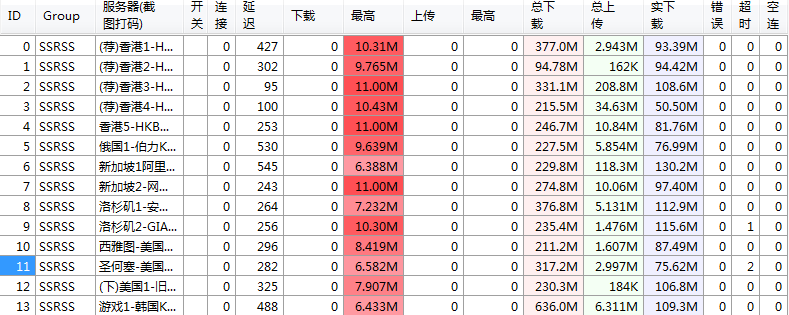 ID Group 服务器(截图打码) 开关 连接 延迟 下载 最高 上传 最高 总下载 总上传 实下载 错误 超时 空连
0 SSRSS (荐)香港1-H... 0 427 0 10.31M 0 0 377.0M 2.943M 93.39M 0 0 0
1 SSRSS (荐)香港2-H... 0 302 0 9.765M 0 0 94.78M 162K 94.42M 0 0 0
2 SSRSS (荐)香港3-H... 0 95 0 11.00M 0 0 331.1M 208.8M 108.6M 0 0 0
3 SSRSS (荐)香港4-H... 0 100 0 10.43M 0 0 215.5M 34.63M 50.50M 0 0 0
4 SSRSS 香港5-HKB... 0 253 0 11.00M 0 0 246.7M 10.84M 81.76M 0 0 0
5 SSRSS 俄国1-伯力K... 0 530 0 9.639M 0 0 227.5M 5.854M 76.99M 0 0 0
6 SSRSS 新加坡1阿里... 0 545 0 6.388M 0 0 229.8M 118.3M 130.2M 0 0 0
7 SSRSS 新加坡2-网... 0 243 0 11.00M 0 0 274.8M 10.06M 97.40M 0 0 0
8 SSRSS 洛杉矶1-安... 0 264 0 7.232M 0 0 376.8M 5.131M 112.9M 0 0 0
9 SSRSS 洛杉矶2-GIA... 0 256 0 10.30M 0 0 235.4M 1.476M 115.6M 0 1 0
10 SSRSS 西雅图-美国... 0 296 0 8.419M 0 0 211.2M 1.607M 87.49M 0 0 0
11 SSRSS 圣何塞-美国... 0 282 0 6.582M 0 0 317.2M 2.997M 75.62M 0 2 0
12 SSRSS (下)美国1-旧... 0 325 0 7.907M 0 0 230.3M 184K 106.8M 0 0 0
13 SSRSS 游戏1-韩国K... 0 488 0 6.433M 0 0 636.0M 6.311M 109.3M 0 0 0